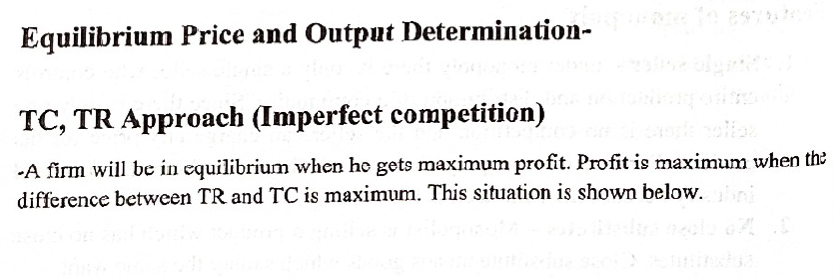 Equilibrium Price and Output Determination-
TC, TR Approach (Imperfect competition)
-A firm will be in equilibrium when he gets maximum profit. Profit is maximum when the
difference between TR and TC is maximum. This situation is shown below.